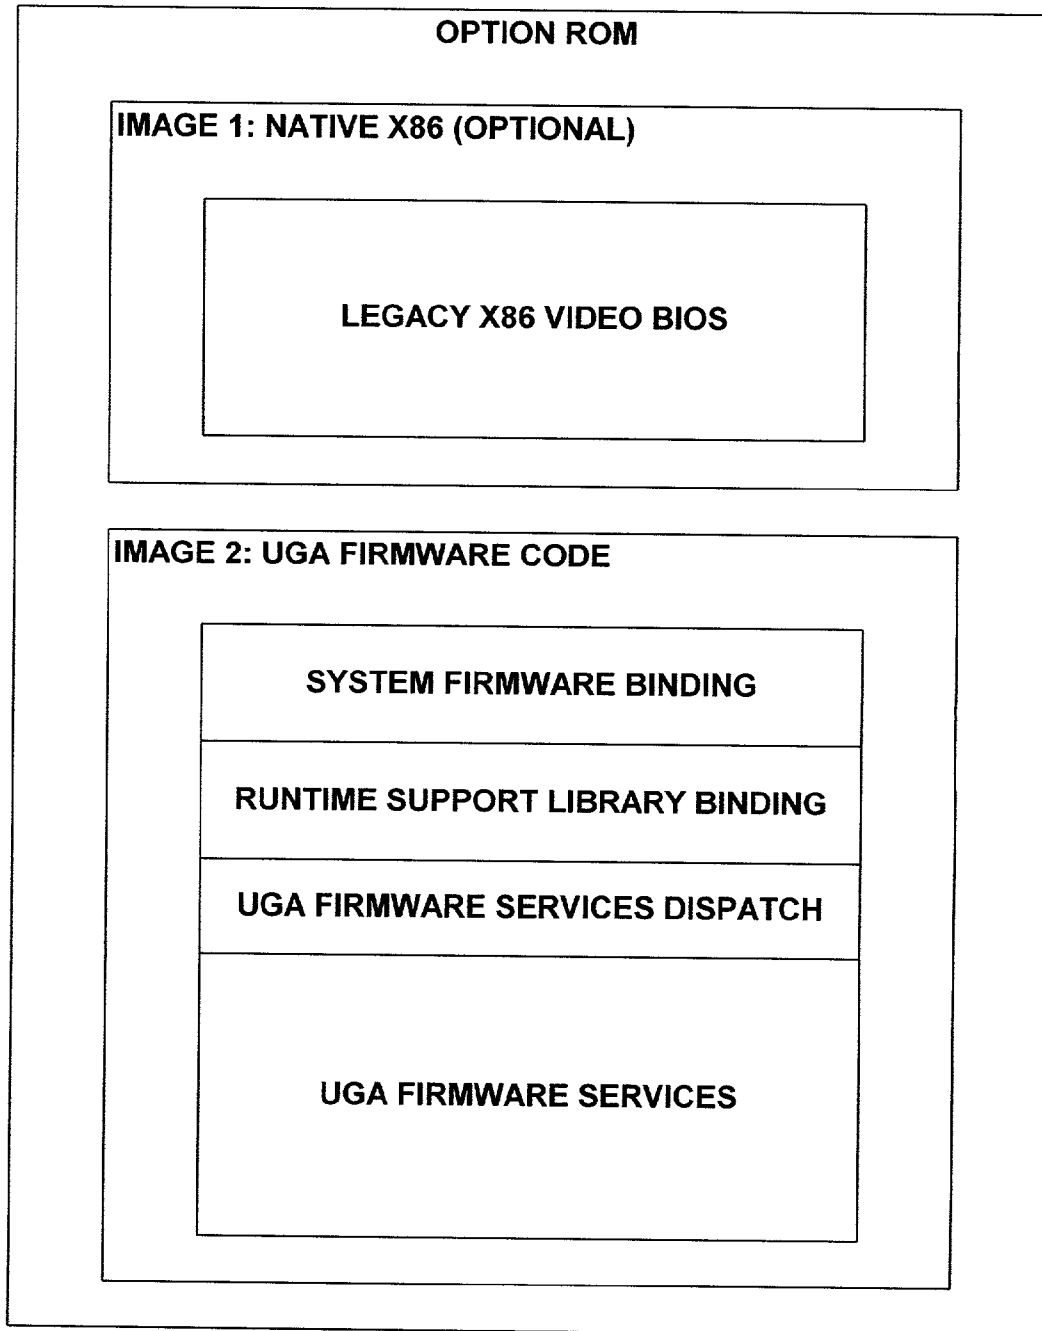 OPTION ROM
IMAGE 1: NATIVE X86 (OPTIONAL)
LEGACY X86 VIDEO BIOS
IMAGE 2: UGA FIRMWARE CODE
SYSTEM FIRMWARE BINDING
RUNTIME SUPPORT LIBRARY BINDING
UGA FIRMWARE SERVICES DISPATCH
UGA FIRMWARE SERVICES